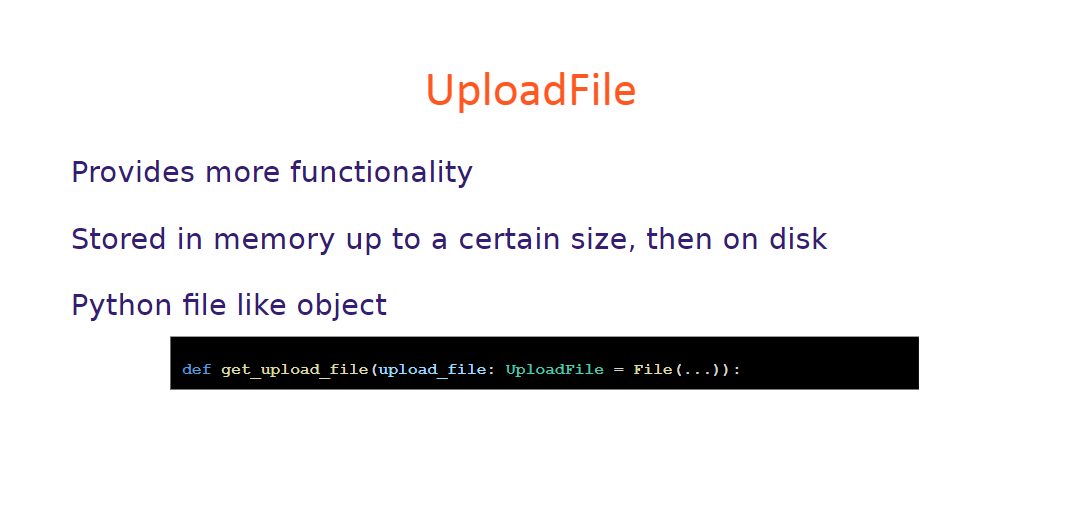 UploadFile
Provides more functionality
Stored in memory up to a certain size, then on disk
Python file like object
def get_upload_file(upload_file: UploadFile = File(...)):